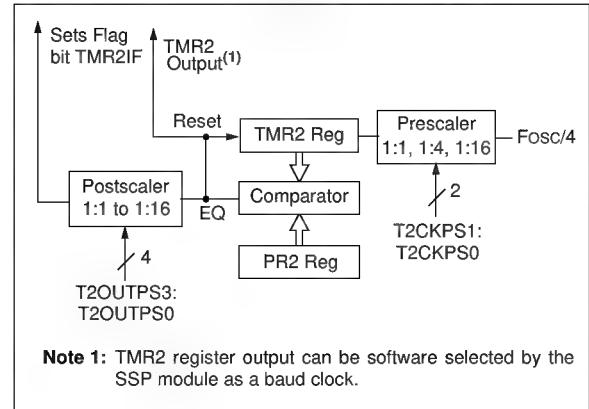 Sets Flag
bit TMR2IF
TMR2
Output(1)
Reset
TMR2 Reg
Prescaler
1:1, 1:4, 1:16
FOSC/4
Postscaler
1:1 to 1:16
EQ
Comparator
2
T2CKPS1:
T2CKPS0
4
PR2 Reg
T2OUTPS3:
T2OUTPS0
Note 1: TMR2 register output can be software selected by the
SSP module as a baud clock.